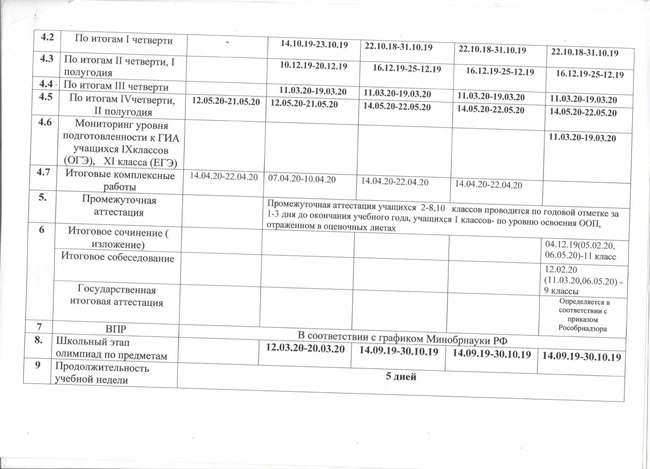 4.2 По итогам I четверти - 14.10.19-23.10.19 22.10.18-31.10.19 22.10.18-31.10.19 22.10.18-31.10.19
4.3 По итогам II четверти, I
полугодия 10.12.19-20.12.19 16.12.19-25-12.19 16.12.19-25-12.19 16.12.19-25-12.19
4.4 По итогам III четверти 11.03.20-19.03.20 11.03.20-19.03.20 11.03.20-19.03.20 11.03.20-19.03.20
4.5 По итогам IVчетверти,
II полугодия 12.05.20-21.05.20 12.05.20-21.05.20 14.05.20-22.05.20 14.05.20-22.05.20 14.05.20-22.05.20
4.6 Мониторинг уровня
подготовленности к ГИА
учащихся IXклассов
(ОГЭ), XI класса (ЕГЭ) 11.03.20-19.03.20
4.7 Итоговые комплексные
работы 14.04.20-22.04.20 07.04.20-10.04.20 14.04.20-22.04.20 14.04.20-22.04.20
5. Промежуточная
аттестация
Промежуточная аттестация учащихся 2-8,10 классов проводится по годовой отметке за
1-3 дня до окончания учебного года, учащихся 1 классов- по уровню освоения ООП,
отраженном в оценочных листах
6 Итоговое сочинение (
изложение)
04.12.19(05.02.20,
06.05.20)-11 класс
Итоговое собеседование
12.02.20
(11.03.20,06.05.20) -
9 классы
Государственная
итоговая аттестация
Определяется в
соответствии с
приказом
Рособрнадзора
7 ВПР В соответствии с графиком Минобрнауки РФ
8. Школьный этап
олимпиад по предметам 12.03.20-20.03.20 14.09.19-30.10.19 14.09.19-30.10.19 14.09.19-30.10.19
9 Продолжительность
учебной недели 5 дней